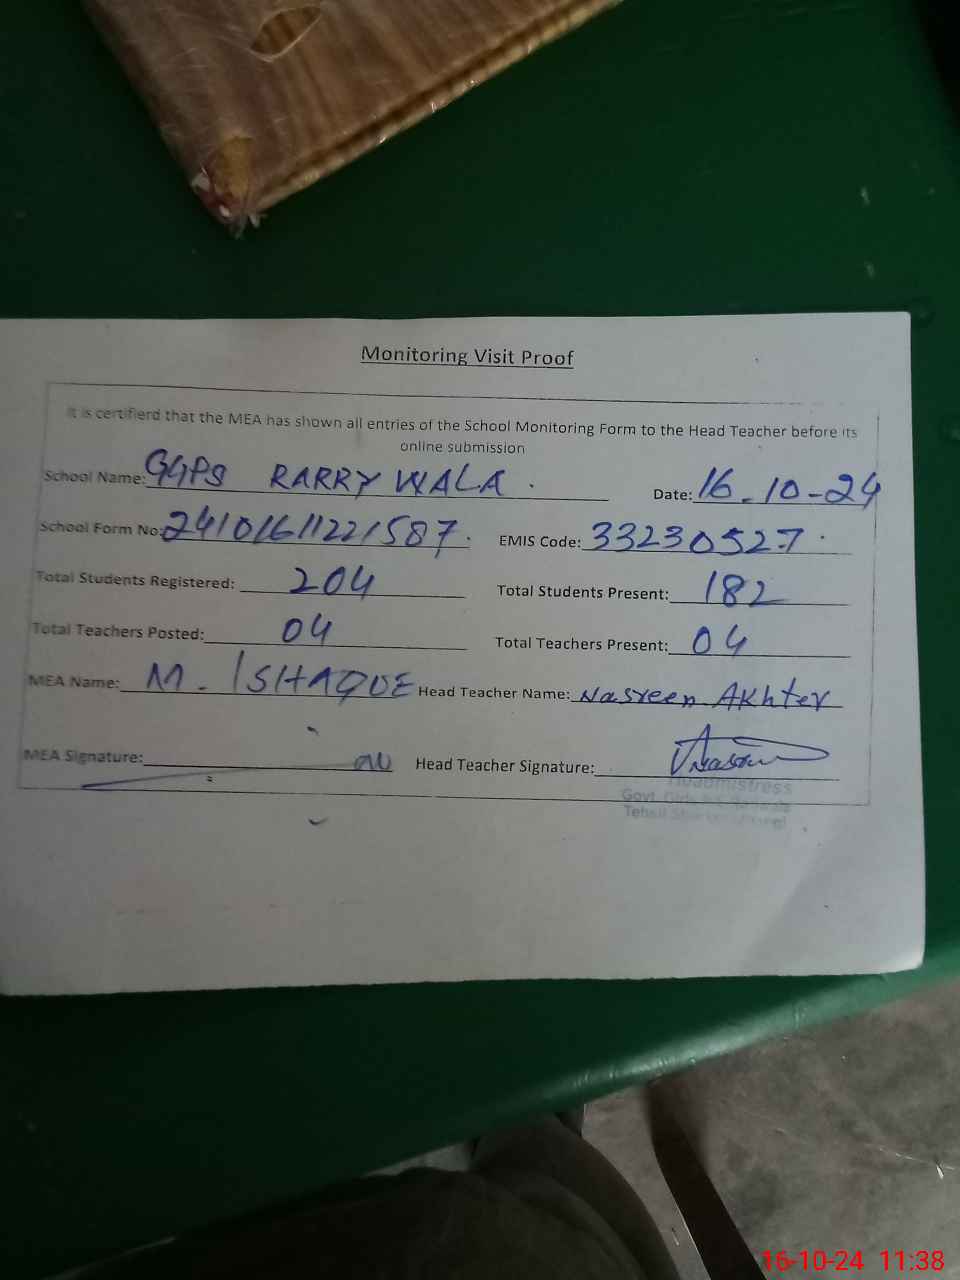 Monitoring Visit Proof
It is certifierd that the MEA has shown all entries of the School Monitoring Form to the Head Teacher before its
online submission
School Name: GGPS RARRY WALA. Date: 16-10-24
School Form No: 24101611221587. EMIS Code: 33230527.
Total Students Registered: 204 Total Students Present: 182
Total Teachers Posted: 04 Total Teachers Present: 04
MEA Name: M. ISHAQUE Head Teacher Name: Nasreen Akhter
MEA Signature: Head Teacher Signature:
Headmistress
Govt. Girls
Tehsil
16-10-24 11:38